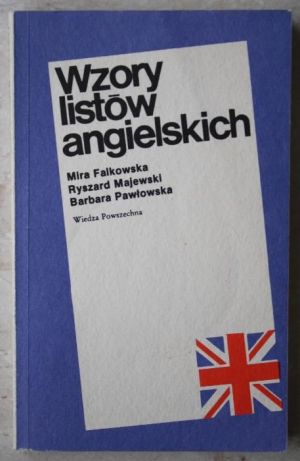 Wzory
listów
angielskich
Mira Falkowska
Ryszard Majewski
Barbara Pawłowska
Wiedza Powszechna